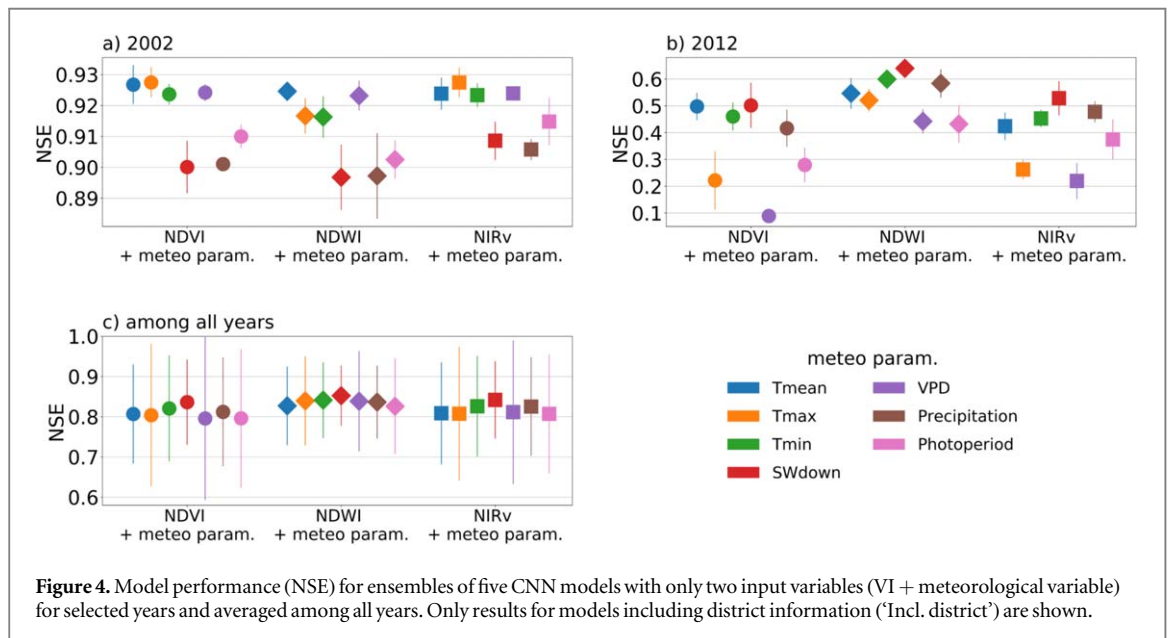 a) 2002
0.93
0.92
0.91
0.90
0.89
NSE
NDVI
+ meteo param.
NDWI
+ meteo param.
NIRv
+ meteo param.
b) 2012
0.6
0.5
0.4
0.3
0.2
0.1
NSE
NDVI
+ meteo param.
NDWI
+ meteo param.
NIRv
+ meteo param.
c) among all years
1.0
0.9
0.8
0.7
0.6
NSE
NDVI
+ meteo param.
NDWI
+ meteo param.
NIRv
+ meteo param.
meteo param.
Tmean
Tmax
Tmin
SWdown
VPD
Precipitation
Photoperiod
Figure 4. Model performance (NSE) for ensembles of five CNN models with only two input variables (VI + meteorological variable)
for selected years and averaged among all years. Only results for models including district information (‘Incl. district’) are shown.